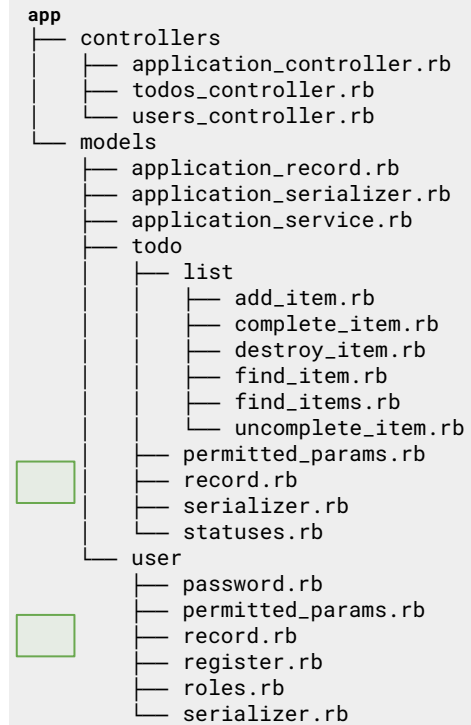 app
├── controllers
│   ├── application_controller.rb
│   ├── todos_controller.rb
│   └── users_controller.rb
└── models
    ├── application_record.rb
    ├── application_serializer.rb
    ├── application_service.rb
    ├── todo
    │   ├── list
    │   │   ├── add_item.rb
    │   │   ├── complete_item.rb
    │   │   ├── destroy_item.rb
    │   │   ├── find_item.rb
    │   │   ├── find_items.rb
    │   │   └── uncomplete_item.rb
    │   ├── permitted_params.rb
    │   ├── record.rb
    │   ├── serializer.rb
    │   └── statuses.rb
    └── user
        ├── password.rb
        ├── permitted_params.rb
        ├── record.rb
        ├── register.rb
        ├── roles.rb
        └── serializer.rb